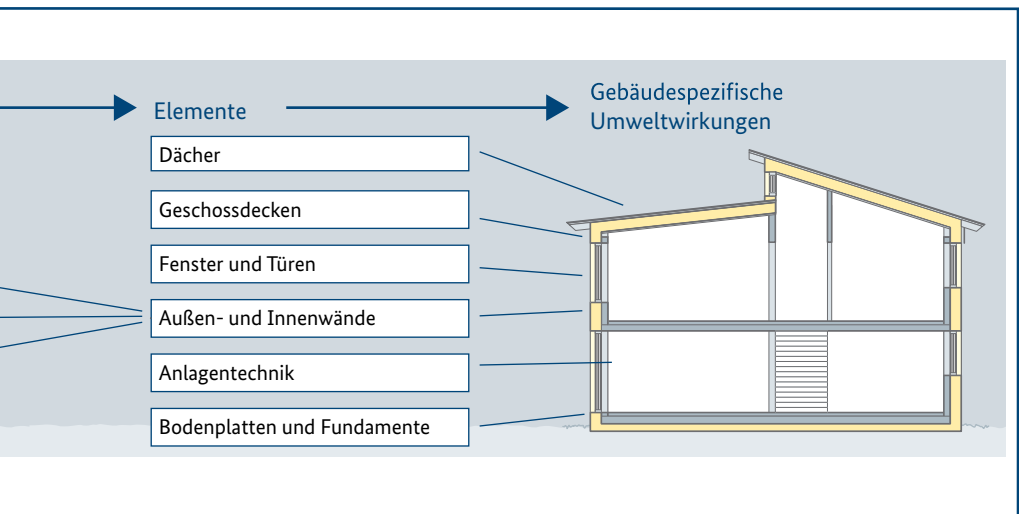 Elemente
Gebäudespezifische
Umweltwirkungen
Dächer
Geschossdecken
Fenster und Türen
Außen- und Innenwände
Anlagentechnik
Bodenplatten und Fundamente